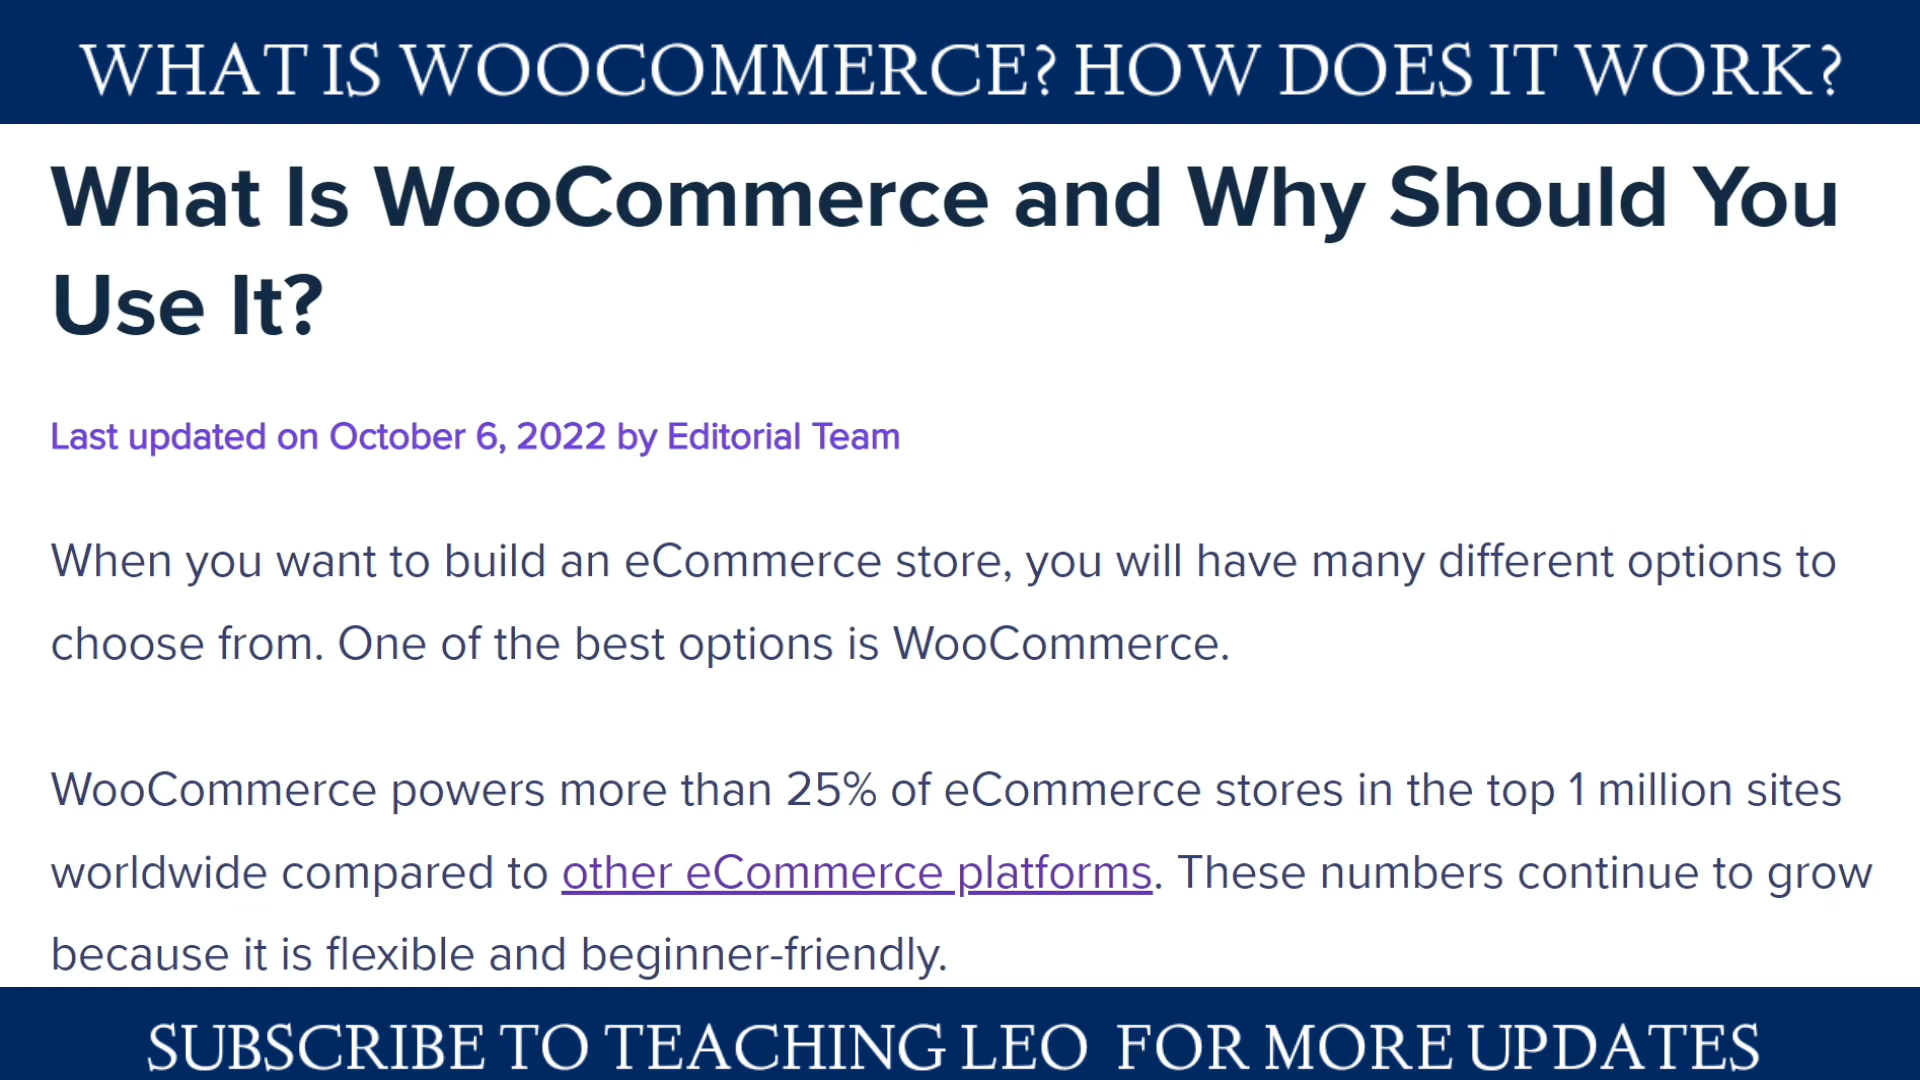 WHAT IS WOOCOMMERCE? HOW DOES IT WORK?
What Is WooCommerce and Why Should You
Use It?
Last updated on October 6, 2022 by Editorial Team
When you want to build an eCommerce store, you will have many different options to
choose from. One of the best options is WooCommerce.
WooCommerce powers more than 25% of eCommerce stores in the top 1 million sites
worldwide compared to other eCommerce platforms. These numbers continue to grow
because it is flexible and beginner-friendly.
SUBSCRIBE TO TEACHING LEO FOR MORE UPDATES